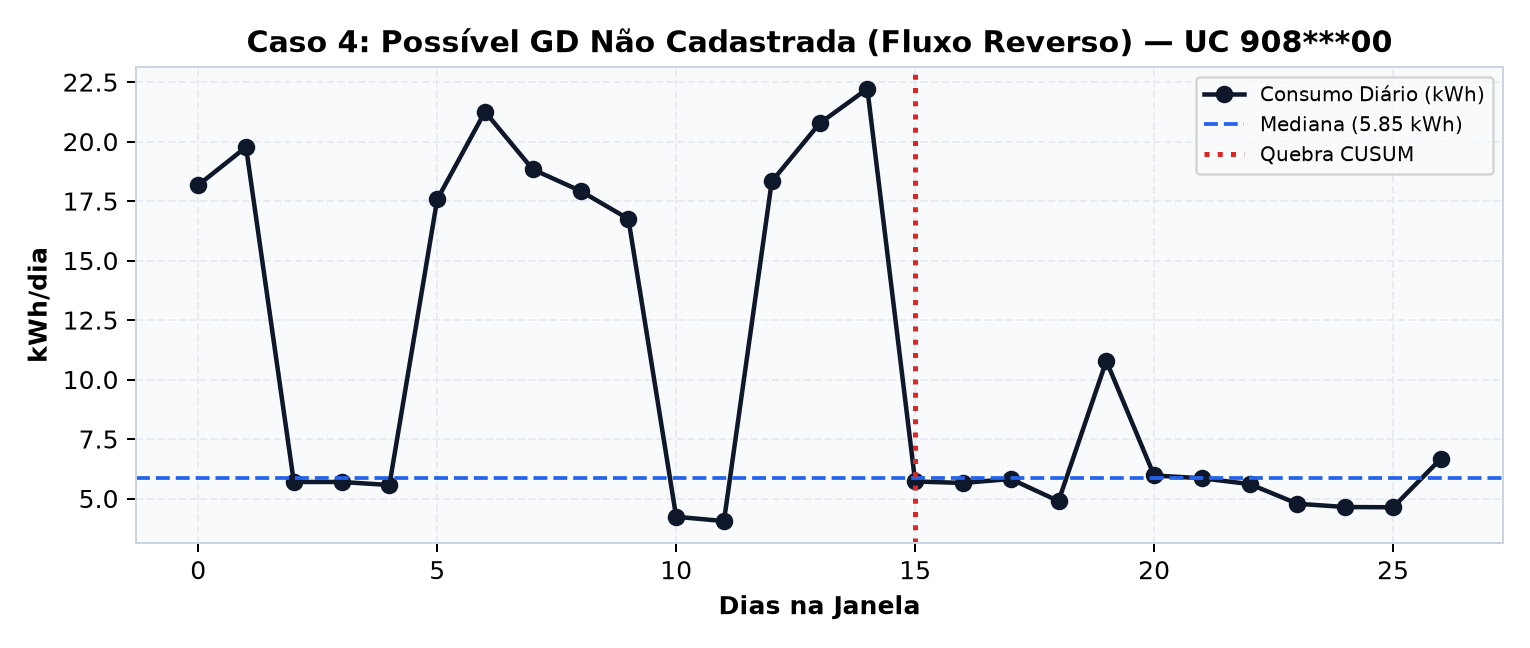 Caso 4: Possível GD Não Cadastrada (Fluxo Reverso) — UC 908***00
Consumo Diário (kWh)
Mediana (5.85 kWh)
Quebra CUSUM
kWh/dia
22.5
20.0
17.5
15.0
12.5
10.0
7.5
5.0
0 5 10 15 20 25
Dias na Janela